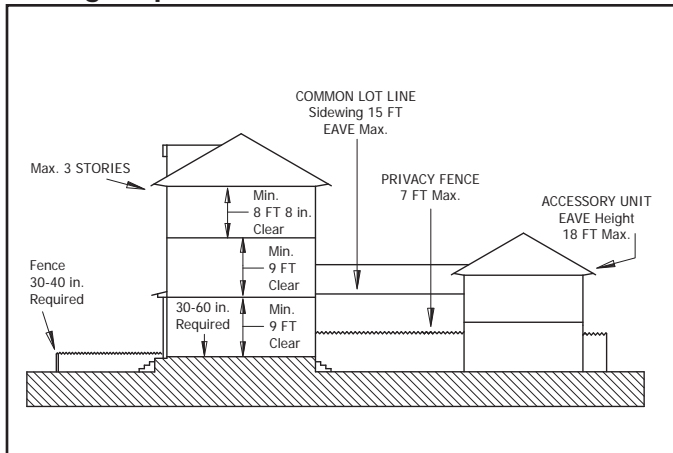 COMMON LOT LINE
Sidewing 15 FT
EAVE Max.
Max. 3 STORIES
PRIVACY FENCE
7 FT Max.
ACCESSORY UNIT
EAVE Height
18 FT Max.
Min.
8 FT 8 in.
Clear
Min.
9 FT
Clear
Fence
30-40 in.
Required
30-60 in.
Required
Min.
9 FT
Clear